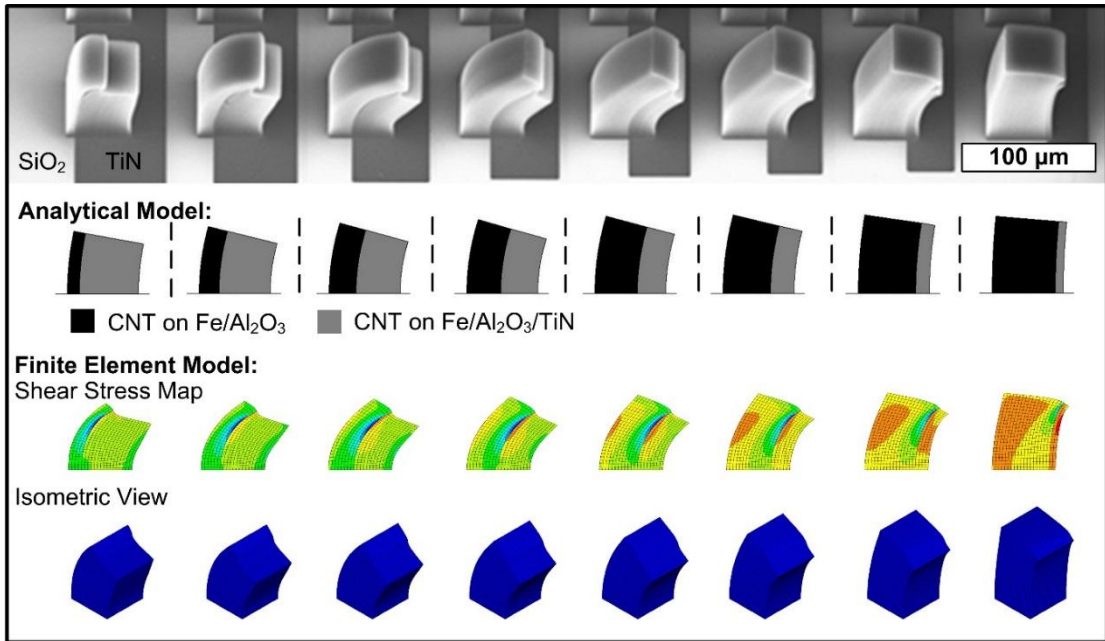 SiO₂ TiN
100 µm
Analytical Model:
CNT on Fe/Al₂O₃ CNT on Fe/Al₂O₃/TiN
Finite Element Model:
Shear Stress Map
Isometric View